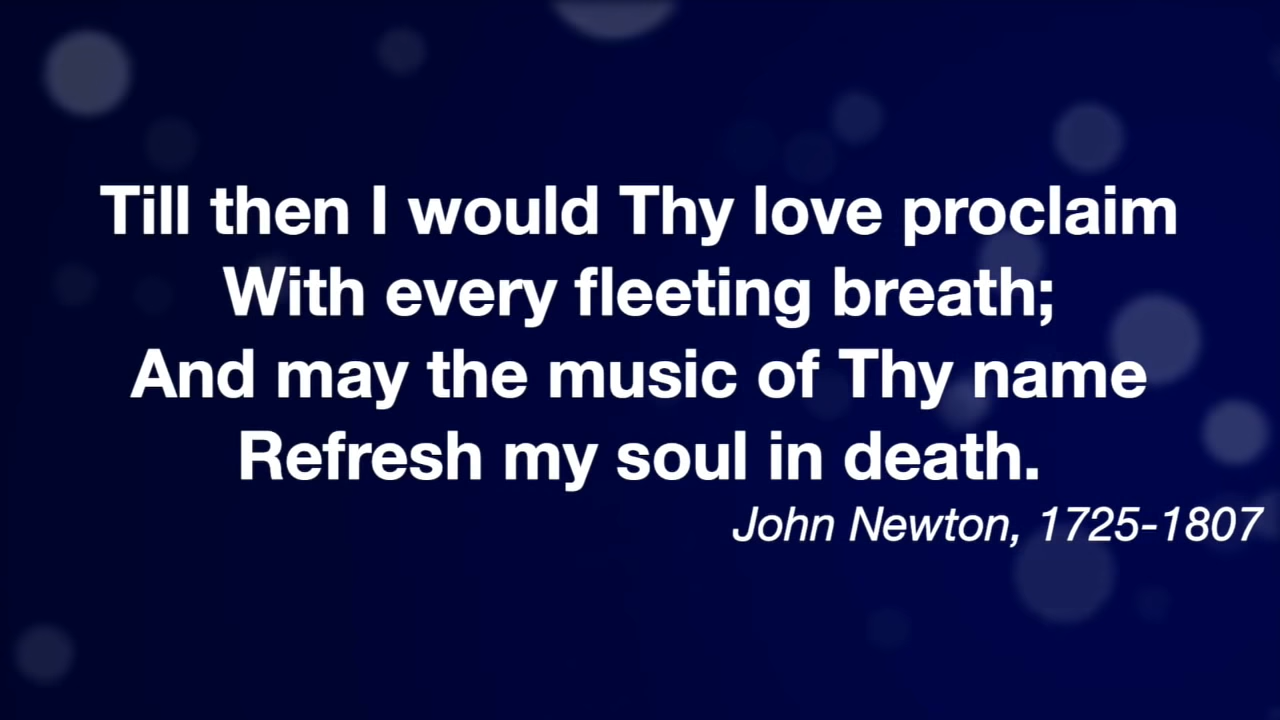 Till then I would Thy love proclaim
With every fleeting breath;
And may the music of Thy name
Refresh my soul in death.
John Newton, 1725-1807